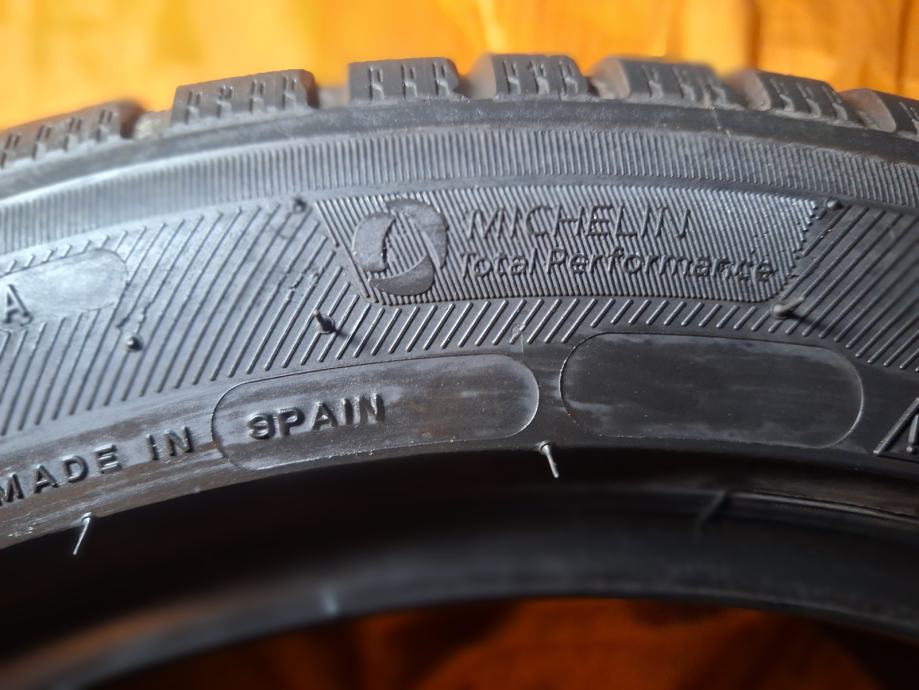 MICHELIN
Total Performance
A
MADE IN SPAIN